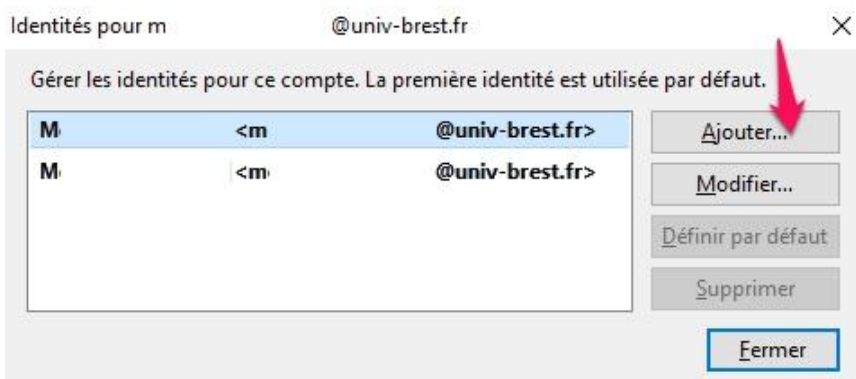 Identités pour m @univ-brest.fr
Gérer les identités pour ce compte. La première identité est utilisée par défaut.
M <m @univ-brest.fr>
Ajouter...
M <m @univ-brest.fr>
Modifier...
Définir par défaut
Supprimer
Fermer